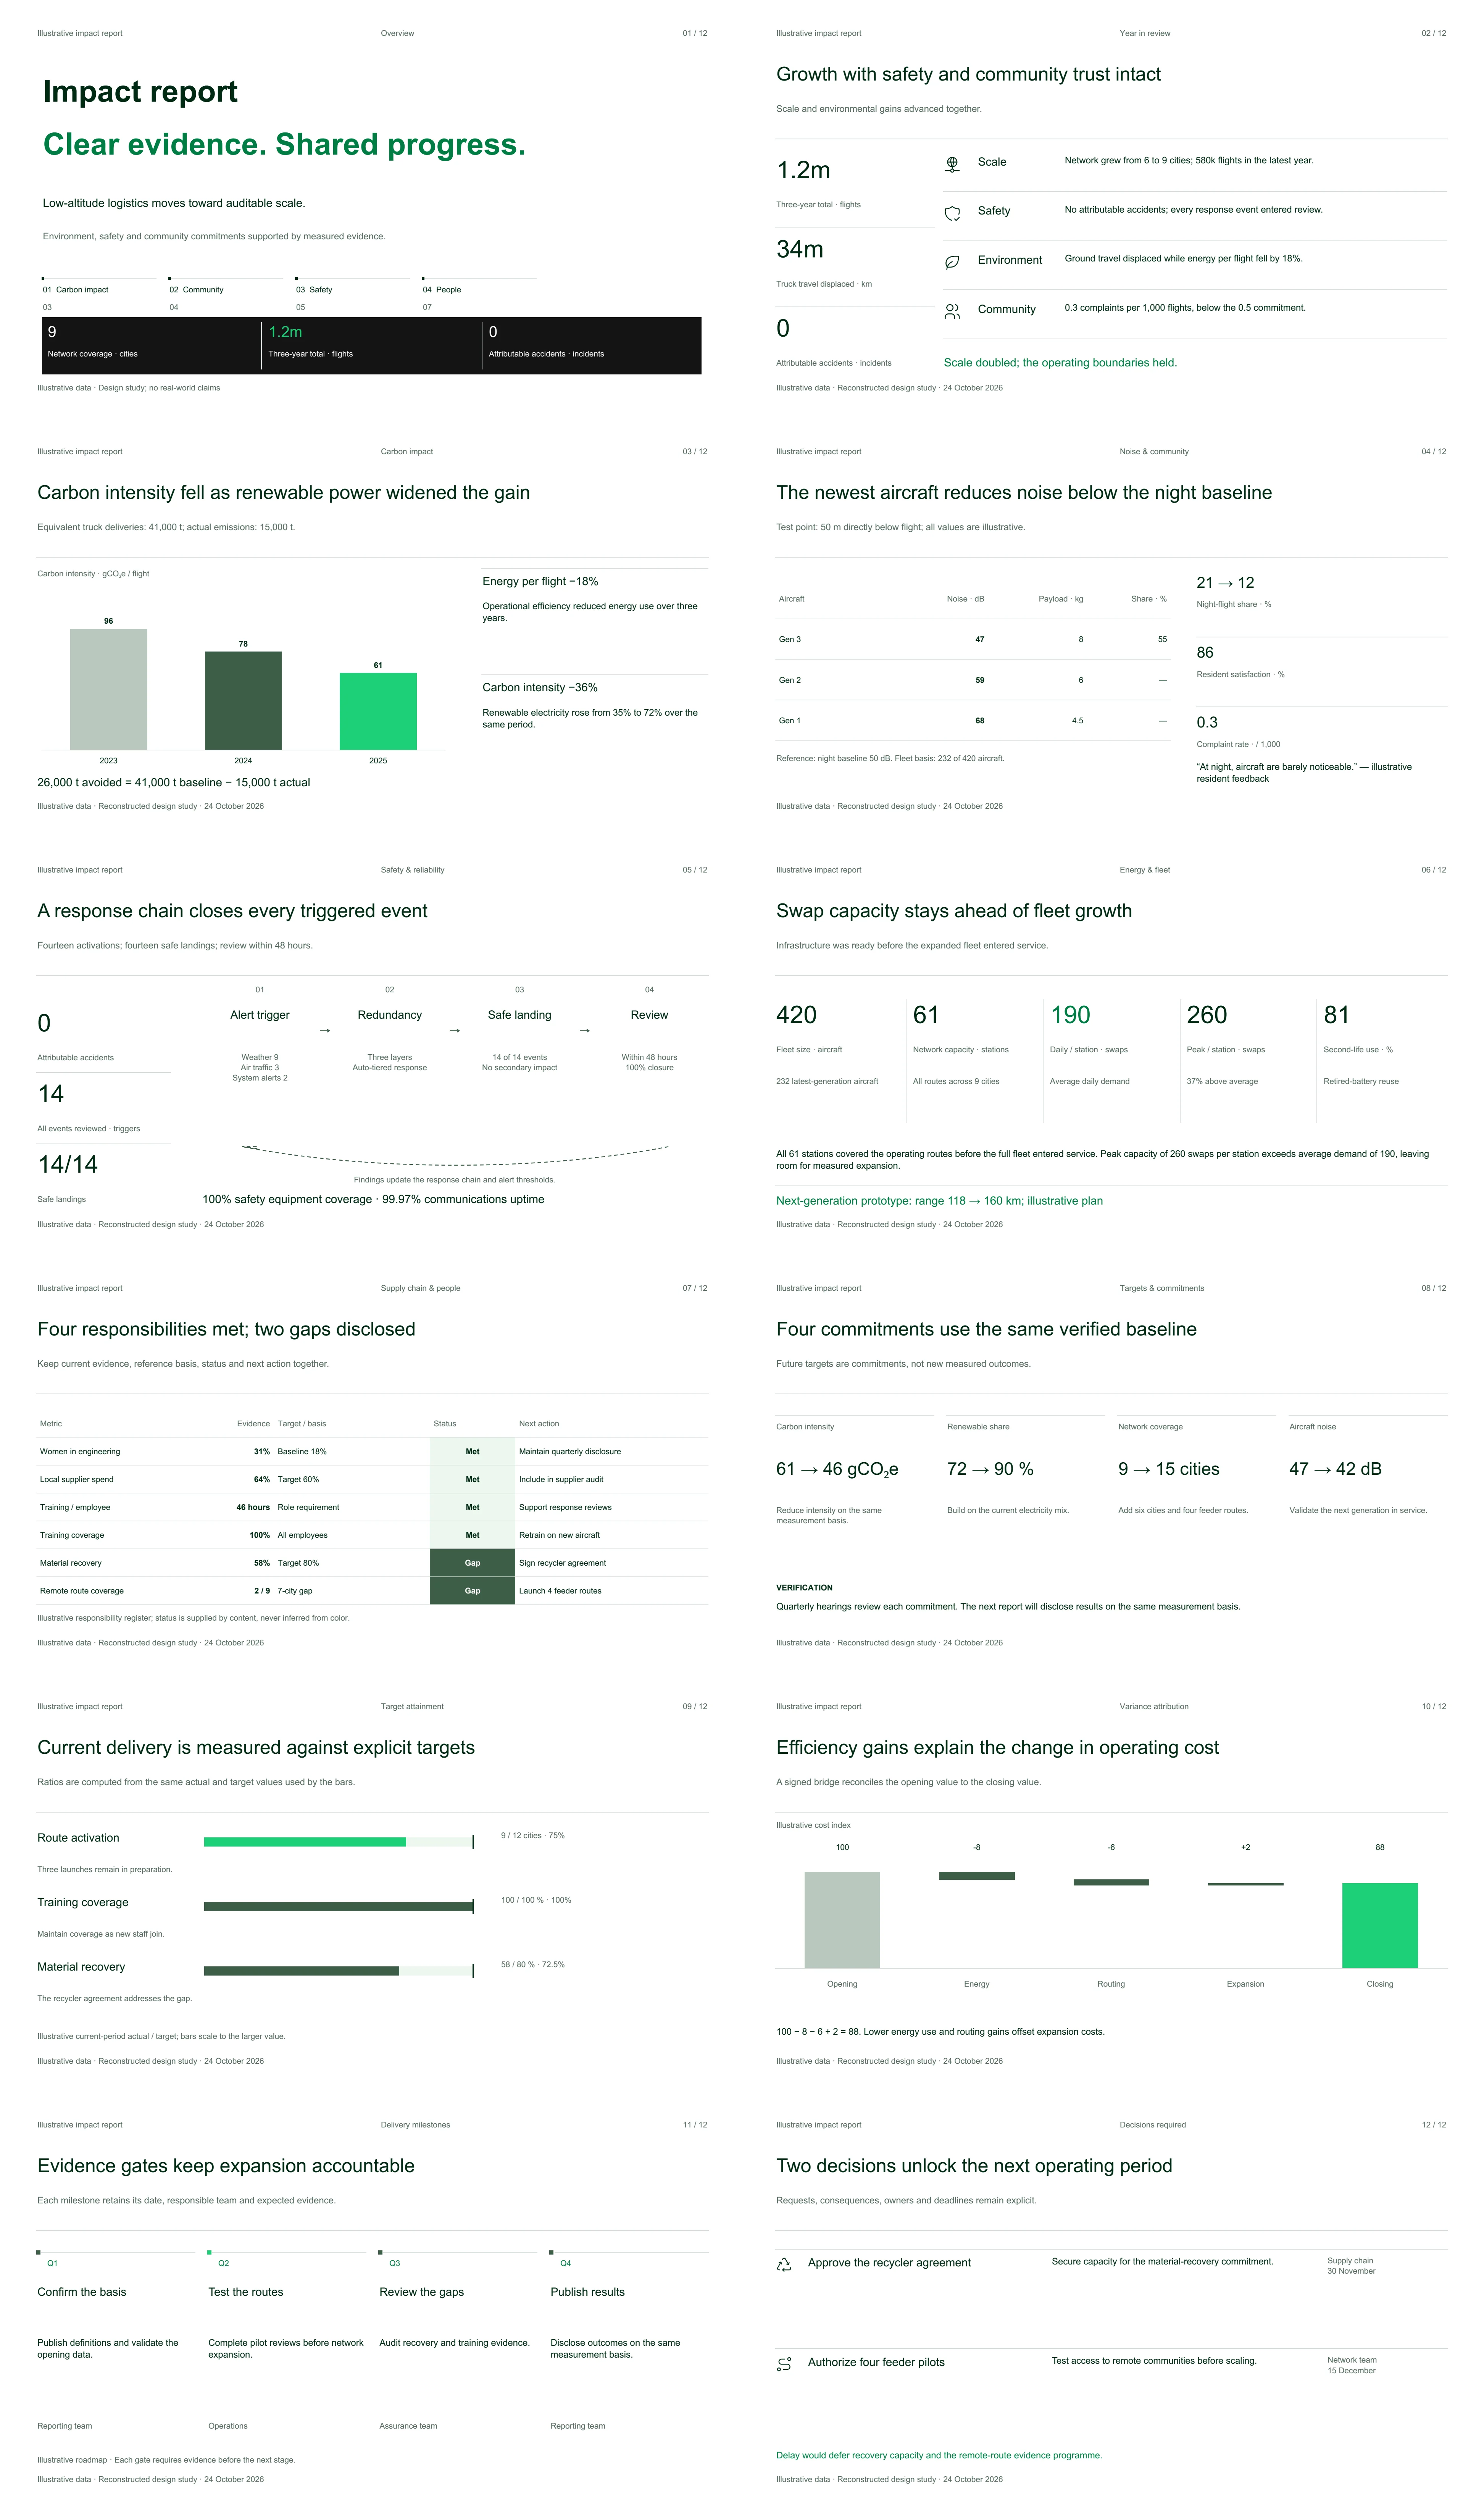 Illustrative impact report
Overview
01 / 12
Impact report
Clear evidence. Shared progress.
Low-altitude logistics moves toward auditable scale.
Environment, safety and community commitments supported by measured evidence.
01 Carbon impact
02 Community
03 Safety
04 People
03
04
05
07
9
1.2m
0
Network coverage · cities
Three-year total · flights
Attributable accidents · incidents
Illustrative data · Design study; no real-world claims
Illustrative impact report
Year in review
02 / 12
Growth with safety and community trust intact
Scale and environmental gains advanced together.
1.2m
Three-year total · flights
34m
Truck travel displaced · km
0
Attributable accidents · incidents
Scale
Network grew from 6 to 9 cities; 580k flights in the latest year.
Safety
No attributable accidents; every response event entered review.
Environment
Ground travel displaced while energy per flight fell by 18%.
Community
0.3 complaints per 1,000 flights, below the 0.5 commitment.
Scale doubled; the operating boundaries held.
Illustrative data · Reconstructed design study · 24 October 2026
Illustrative impact report
Carbon impact
03 / 12
Carbon intensity fell as renewable power widened the gain
Equivalent truck deliveries: 41,000 t; actual emissions: 15,000 t.
Carbon intensity · gCO₂e / flight
96
78
61
2023
2024
2025
Energy per flight −18%
Operational efficiency reduced energy use over three
years.
Carbon intensity −36%
Renewable electricity rose from 35% to 72% over the
same period.
26,000 t avoided = 41,000 t baseline − 15,000 t actual
Illustrative data · Reconstructed design study · 24 October 2026
Illustrative impact report
Noise & community
04 / 12
The newest aircraft reduces noise below the night baseline
Test point: 50 m directly below flight; all values are illustrative.
Aircraft
Noise · dB
Payload · kg
Share · %
Gen 3
47
8
55
Gen 2
59
6
—
Gen 1
68
4.5
—
Reference: night baseline 50 dB. Fleet basis: 232 of 420 aircraft.
21 → 12
Night-flight share · %
86
Resident satisfaction · %
0.3
Complaint rate · / 1,000
“At night, aircraft are barely noticeable.” — illustrative
resident feedback
Illustrative data · Reconstructed design study · 24 October 2026
Illustrative impact report
Safety & reliability
05 / 12
A response chain closes every triggered event
Fourteen activations; fourteen safe landings; review within 48 hours.
0
Attributable accidents
14
All events reviewed · triggers
14/14
Safe landings
01
02
03
04
Alert trigger
→
Redundancy
→
Safe landing
→
Review
Weather 9
Air traffic 3
System alerts 2
Three layers
Auto-tiered response
14 of 14 events
No secondary impact
Within 48 hours
100% closure
Findings update the response chain and alert thresholds.
100% safety equipment coverage · 99.97% communications uptime
Illustrative data · Reconstructed design study · 24 October 2026
Illustrative impact report
Energy & fleet
06 / 12
Swap capacity stays ahead of fleet growth
Infrastructure was ready before the expanded fleet entered service.
420
61
190
260
81
Fleet size · aircraft
Network capacity · stations
Daily / station · swaps
Peak / station · swaps
Second-life use · %
232 latest-generation aircraft
All routes across 9 cities
Average daily demand
37% above average
Retired-battery reuse
All 61 stations covered the operating routes before the full fleet entered service. Peak capacity of 260 swaps per station exceeds average demand of 190, leaving
room for measured expansion.
Next-generation prototype: range 118 → 160 km; illustrative plan
Illustrative data · Reconstructed design study · 24 October 2026
Illustrative impact report
Supply chain & people
07 / 12
Four responsibilities met; two gaps disclosed
Keep current evidence, reference basis, status and next action together.
Metric
Evidence
Target / basis
Status
Next action
Women in engineering
31%
Baseline 18%
Met
Maintain quarterly disclosure
Local supplier spend
64%
Target 60%
Met
Include in supplier audit
Training / employee
46 hours
Role requirement
Met
Support response reviews
Training coverage
100%
All employees
Met
Retrain on new aircraft
Material recovery
58%
Target 80%
Gap
Sign recycler agreement
Remote route coverage
2 / 9
7-city gap
Gap
Launch 4 feeder routes
Illustrative responsibility register; status is supplied by content, never inferred from color.
Illustrative data · Reconstructed design study · 24 October 2026
Illustrative impact report
Targets & commitments
08 / 12
Four commitments use the same verified baseline
Future targets are commitments, not new measured outcomes.
Carbon intensity
Renewable share
Network coverage
Aircraft noise
61 → 46 gCO₂e
72 → 90 %
9 → 15 cities
47 → 42 dB
Reduce intensity on the same
measurement basis.
Build on the current electricity mix.
Add six cities and four feeder routes.
Validate the next generation in service.
VERIFICATION
Quarterly hearings review each commitment. The next report will disclose results on the same measurement basis.
Illustrative data · Reconstructed design study · 24 October 2026
Illustrative impact report
Target attainment
09 / 12
Current delivery is measured against explicit targets
Ratios are computed from the same actual and target values used by the bars.
Route activation
9 / 12 cities · 75%
Three launches remain in preparation.
Training coverage
100 / 100 % · 100%
Maintain coverage as new staff join.
Material recovery
58 / 80 % · 72.5%
The recycler agreement addresses the gap.
Illustrative current-period actual / target; bars scale to the larger value.
Illustrative data · Reconstructed design study · 24 October 2026
Illustrative impact report
Variance attribution
10 / 12
Efficiency gains explain the change in operating cost
A signed bridge reconciles the opening value to the closing value.
Illustrative cost index
100
-8
-6
+2
88
Opening
Energy
Routing
Expansion
Closing
100 − 8 − 6 + 2 = 88. Lower energy use and routing gains offset expansion costs.
Illustrative data · Reconstructed design study · 24 October 2026
Illustrative impact report
Delivery milestones
11 / 12
Evidence gates keep expansion accountable
Each milestone retains its date, responsible team and expected evidence.
Q1
Q2
Q3
Q4
Confirm the basis
Test the routes
Review the gaps
Publish results
Publish definitions and validate the
opening data.
Complete pilot reviews before network
expansion.
Audit recovery and training evidence.
Disclose outcomes on the same
measurement basis.
Reporting team
Operations
Assurance team
Reporting team
Illustrative roadmap · Each gate requires evidence before the next stage.
Illustrative data · Reconstructed design study · 24 October 2026
Illustrative impact report
Decisions required
12 / 12
Two decisions unlock the next operating period
Requests, consequences, owners and deadlines remain explicit.
Approve the recycler agreement
Secure capacity for the material-recovery commitment.
Supply chain
30 November
Authorize four feeder pilots
Test access to remote communities before scaling.
Network team
15 December
Delay would defer recovery capacity and the remote-route evidence programme.
Illustrative data · Reconstructed design study · 24 October 2026